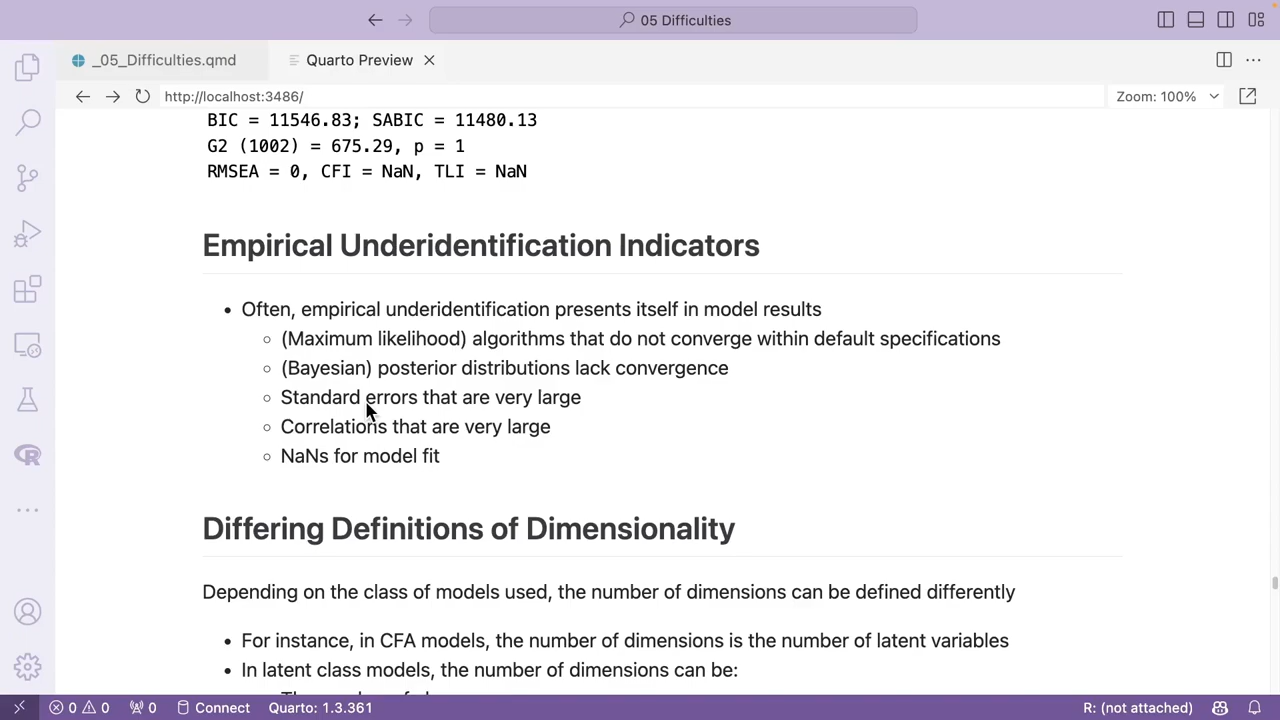 05 Difficulties
_05_Difficulties.qmd
Quarto Preview
http://localhost:3486/
Zoom: 100%
BIC = 11546.83; SABIC = 11480.13
G2 (1002) = 675.29, p = 1
RMSEA = 0, CFI = NaN, TLI = NaN
Empirical Underidentification Indicators
• Often, empirical underidentification presents itself in model results
◦ (Maximum likelihood) algorithms that do not converge within default specifications
◦ (Bayesian) posterior distributions lack convergence
◦ Standard errors that are very large
◦ Correlations that are very large
◦ NaNs for model fit
Differing Definitions of Dimensionality
Depending on the class of models used, the number of dimensions can be defined differently
• For instance, in CFA models, the number of dimensions is the number of latent variables
• In latent class models, the number of dimensions can be:
0 0 0 Connect Quarto: 1.3.361 R: (not attached)